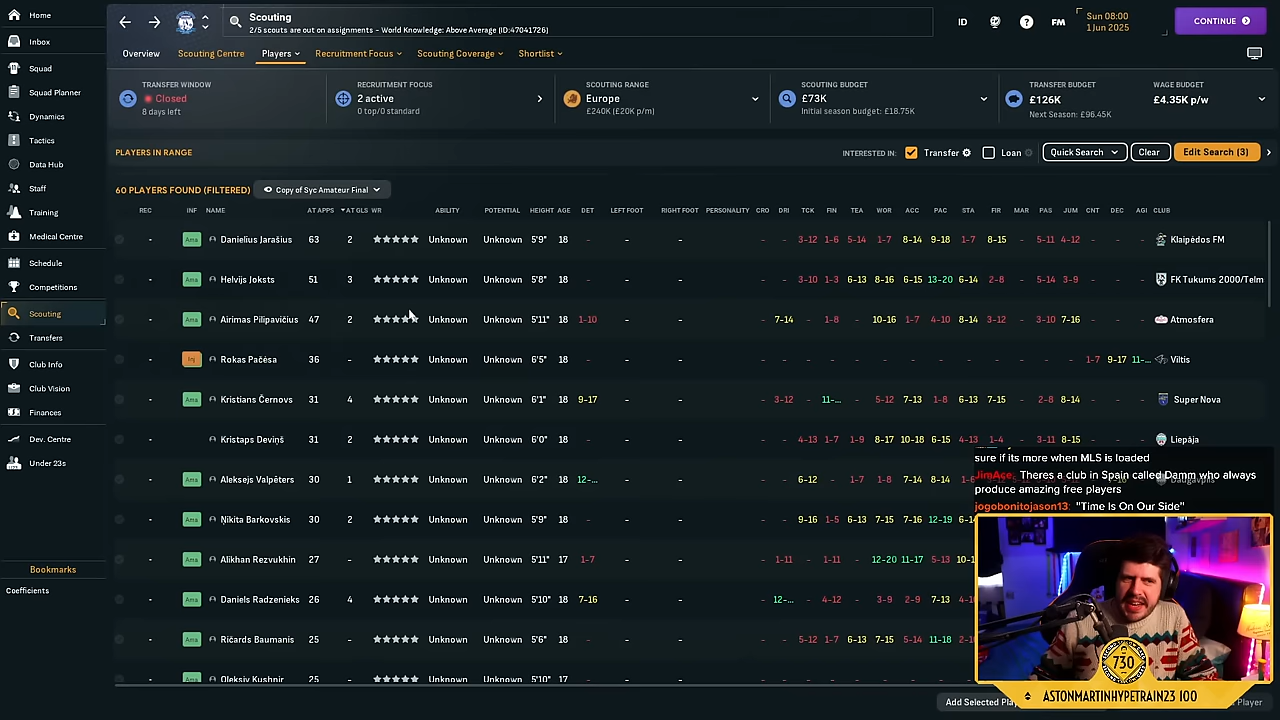 Home
Inbox
Squad
Squad Planner
Dynamics
Tactics
Data Hub
Staff
Training
Medical Centre
Schedule
Competitions
Scouting
Transfers
Club Info
Club Vision
Finances
Dev. Centre
Under 23s
Bookmarks
Coefficients
Scouting
2/5 scouts are out on assignments - World Knowledge: Above Average (ID:47041726)
ID
FM
Sun 08:00
1 Jun 2025
CONTINUE
Overview Scouting Centre Players Recruitment Focus Scouting Coverage Shortlist
TRANSFER WINDOW
Closed
8 days left
RECRUITMENT FOCUS
2 active
0 top/0 standard
SCOUTING RANGE
Europe
£240K (£20K p/m)
SCOUTING BUDGET
£73K
Initial season budget: £18.75K
TRANSFER BUDGET
£126K
Next Season: £96.45K
WAGE BUDGET
£4.35K p/w
PLAYERS IN RANGE
INTERESTED IN: Transfer Loan Quick Search Clear Edit Search (3)
60 PLAYERS FOUND (FILTERED) Copy of Syc Amateur Final
REC INF NAME AT APPS AT GLS WR ABILITY POTENTIAL HEIGHT AGE DET LEFT FOOT RIGHT FOOT PERSONALITY CRO DRI TCK FIN TEA WOR ACC PAC STA FIR MAR PAS JUM CNT DEC AGI CLUB
- Ama Danielius Jarašius 63 2 Unknown Unknown 5'9" 18 - - - - - 3-12 1-6 5-14 1-7 8-14 9-18 1-7 8-15 - 5-11 4-12 - - - Klaipėdos FM
- Ama Helvijs Joksts 51 3 Unknown Unknown 5'8" 18 - - - - - 3-10 1-3 6-13 8-16 6-15 13-20 6-14 2-8 - 5-14 3-9 - - - FK Tukums 2000/Telm
- Ama Airimas Pilipavičius 47 2 Unknown Unknown 5'11" 18 1-10 - - - 7-14 - 1-8 - 10-16 1-7 4-10 8-14 3-12 - 3-10 7-16 - - - Atmosfera
- Inj Rokas Pačėsa 36 - Unknown Unknown 6'5" 18 - - - - - - - - - - - - - - - - 1-7 9-17 11-... Viltis
- Ama Kristians Černovs 31 4 Unknown Unknown 6'1" 18 9-17 - - - 3-12 - 11-... - 5-12 7-13 1-8 6-13 7-15 - 2-8 8-14 - - - Super Nova
- Kristaps Deviņš 31 2 Unknown Unknown 6'0" 18 - - - - - 4-13 1-7 1-9 8-17 10-18 6-15 4-13 1-4 - 3-11 8-15 - - - Liepāja
- Ama Aleksejs Valpēters 30 1 Unknown Unknown 6'2" 18 12-... - - - - 6-12 - 1-7 1-8 7-14 8-14
- Ama Ņikita Barkovskis 30 2 Unknown Unknown 5'9" 18 - - - - - 9-16 1-5 6-13 7-15 7-16 12-19
- Ama Alikhan Rezvukhin 27 - Unknown Unknown 5'11" 17 1-7 - - - 1-11 - 1-11 - 12-20 11-17 5-13
- Ama Daniels Radzenieks 26 4 Unknown Unknown 5'10" 18 7-16 - - - 12-... - 4-12 - 3-9 2-9 7-13
- Ama Ričards Baumanis 25 - Unknown Unknown 5'6" 18 - - - - - 5-12 1-7 6-13 7-15 5-14 11-18
Oleksiy Kushnir 25 - Unknown Unknown 5'10" 17
sure if its more when MLS is loaded
JimAce: Theres a club in Spain called Damm who always
produce amazing free players
jogobonitojason13: "Time Is On Our Side"
730
ASTONMARTINHYPETRAIN23 100
Add Selected
Player